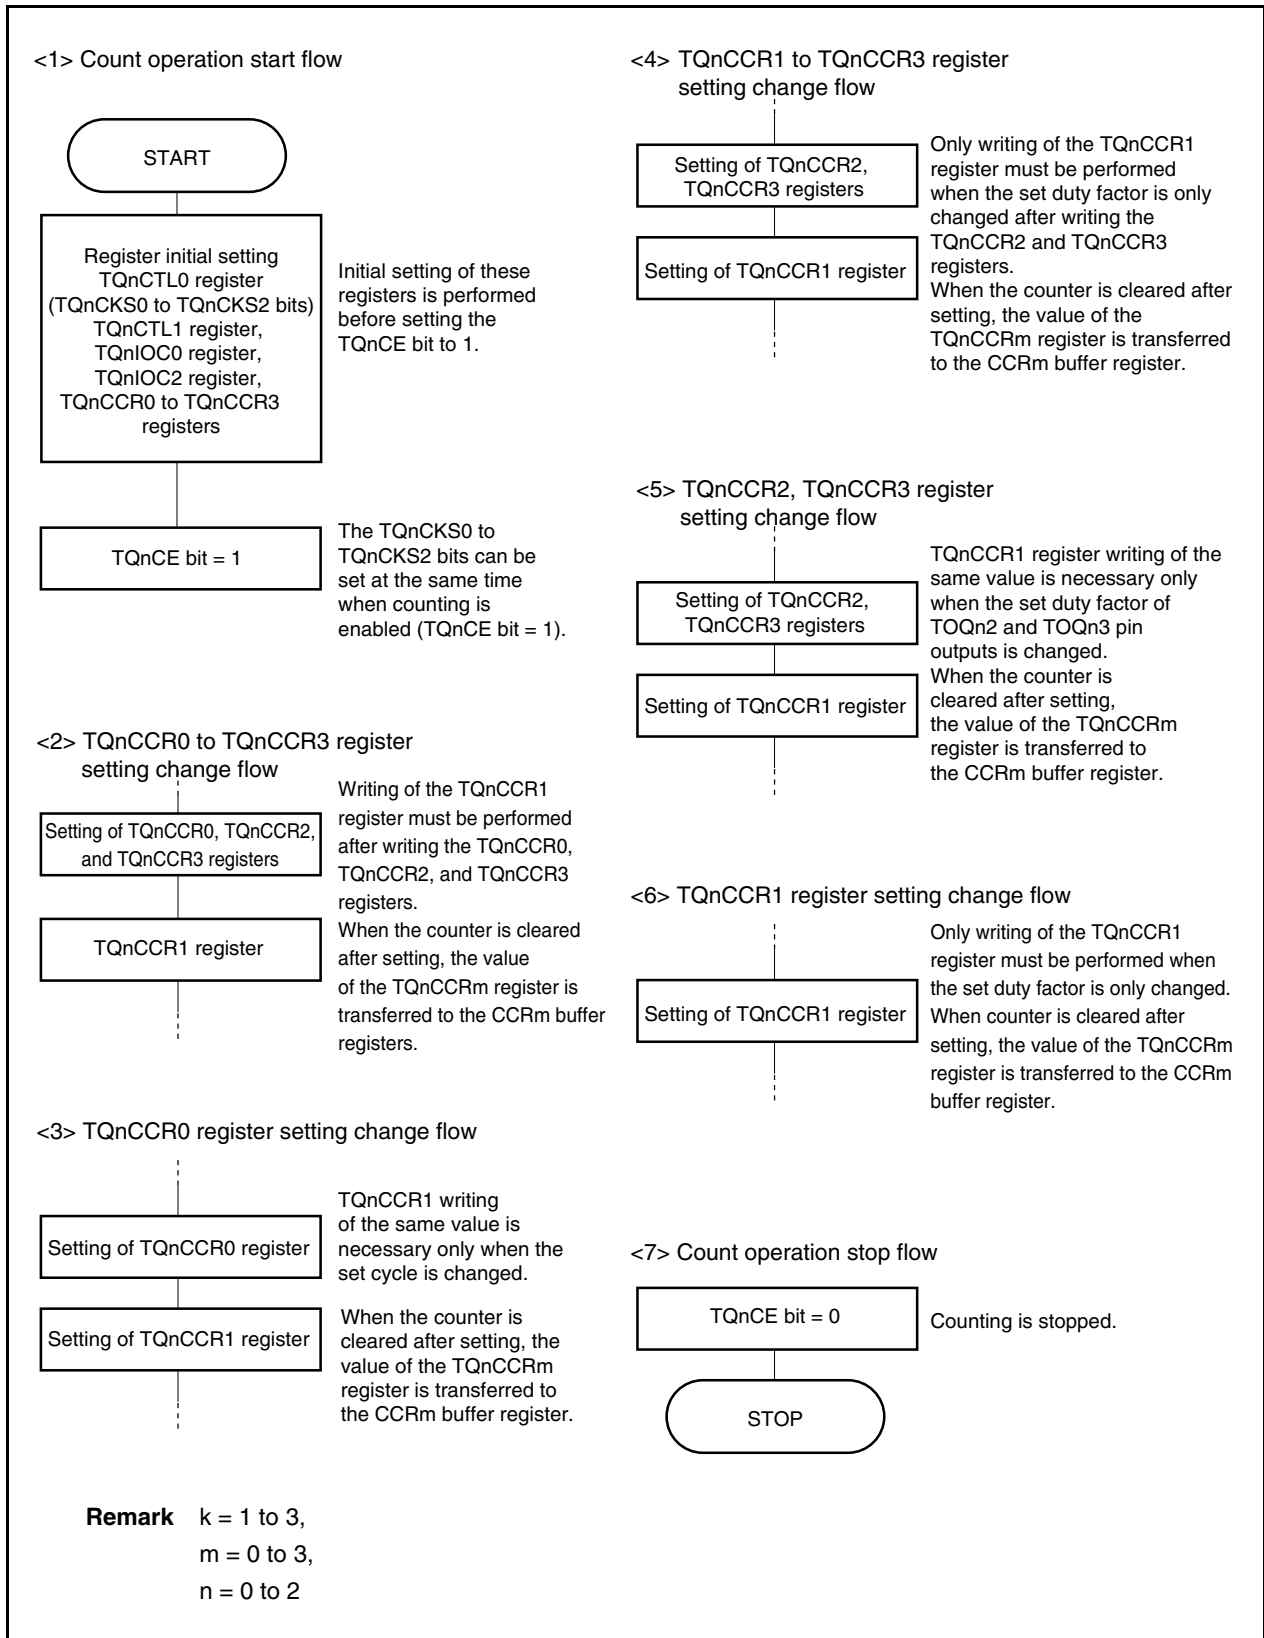 <1> Count operation start flow
START
Register initial setting
TQnCTL0 register
(TQnCKS0 to TQnCKS2 bits)
TQnCTL1 register,
TQnIOC0 register,
TQnIOC2 register,
TQnCCR0 to TQnCCR3
registers
Initial setting of these
registers is performed
before setting the
TQnCE bit to 1.
TQnCE bit = 1
The TQnCKS0 to
TQnCKS2 bits can be
set at the same time
when counting is
enabled (TQnCE bit = 1).
<2> TQnCCR0 to TQnCCR3 register
setting change flow
Setting of TQnCCR0, TQnCCR2,
and TQnCCR3 registers
TQnCCR1 register
Writing of the TQnCCR1
register must be performed
after writing the TQnCCR0,
TQnCCR2, and TQnCCR3
registers.
When the counter is cleared
after setting, the value
of the TQnCCRm register is
transferred to the CCRm buffer
registers.
<3> TQnCCR0 register setting change flow
Setting of TQnCCR0 register
TQnCCR1 writing
of the same value is
necessary only when the
set cycle is changed.
Setting of TQnCCR1 register
When the counter is
cleared after setting, the
value of the TQnCCRm
register is transferred to
the CCRm buffer register.
<4> TQnCCR1 to TQnCCR3 register
setting change flow
Setting of TQnCCR2,
TQnCCR3 registers
Setting of TQnCCR1 register
Only writing of the TQnCCR1
register must be performed
when the set duty factor is only
changed after writing the
TQnCCR2 and TQnCCR3
registers.
When the counter is cleared after
setting, the value of the
TQnCCRm register is transferred
to the CCRm buffer register.
<5> TQnCCR2, TQnCCR3 register
setting change flow
Setting of TQnCCR2,
TQnCCR3 registers
Setting of TQnCCR1 register
TQnCCR1 register writing of the
same value is necessary only
when the set duty factor of
TOQn2 and TOQn3 pin
outputs is changed.
When the counter is
cleared after setting,
the value of the TQnCCRm
register is transferred to
the CCRm buffer register.
<6> TQnCCR1 register setting change flow
Setting of TQnCCR1 register
Only writing of the TQnCCR1
register must be performed when
the set duty factor is only changed.
When counter is cleared after
setting, the value of the TQnCCRm
register is transferred to the CCRm
buffer register.
<7> Count operation stop flow
TQnCE bit = 0
Counting is stopped.
STOP
Remark k = 1 to 3,
m = 0 to 3,
n = 0 to 2